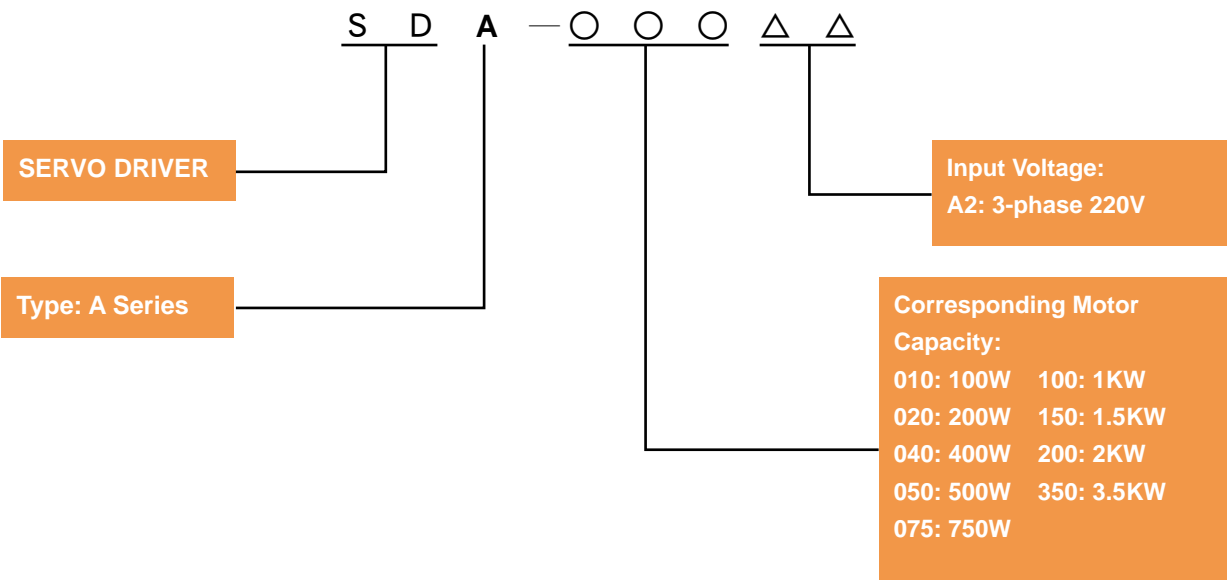 S D A — ○ ○ ○ △ △
SERVO DRIVER
Input Voltage:
A2: 3-phase 220V
Type: A Series
Corresponding Motor
Capacity:
010: 100W 100: 1KW
020: 200W 150: 1.5KW
040: 400W 200: 2KW
050: 500W 350: 3.5KW
075: 750W